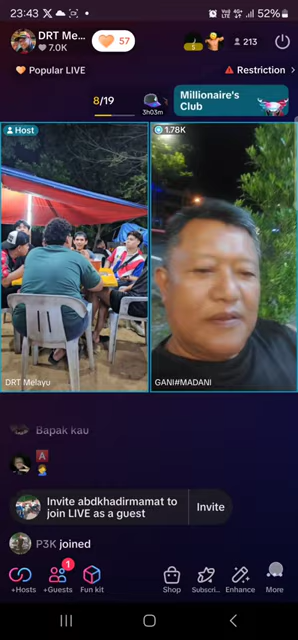 23:43
52%
DRT Me...
7.0K
57
213
Popular LIVE
Restriction >
8/19
3h03m
Millionaire's
Club
Host
1.78K
DRT Melayu
GANI#MADANI
Bapak kau
A
Invite abdkhadirmamat to
join LIVE as a guest
Invite
P3K joined
1
+Hosts
+Guests
Fun kit
Shop
Subscri...
Enhance
More